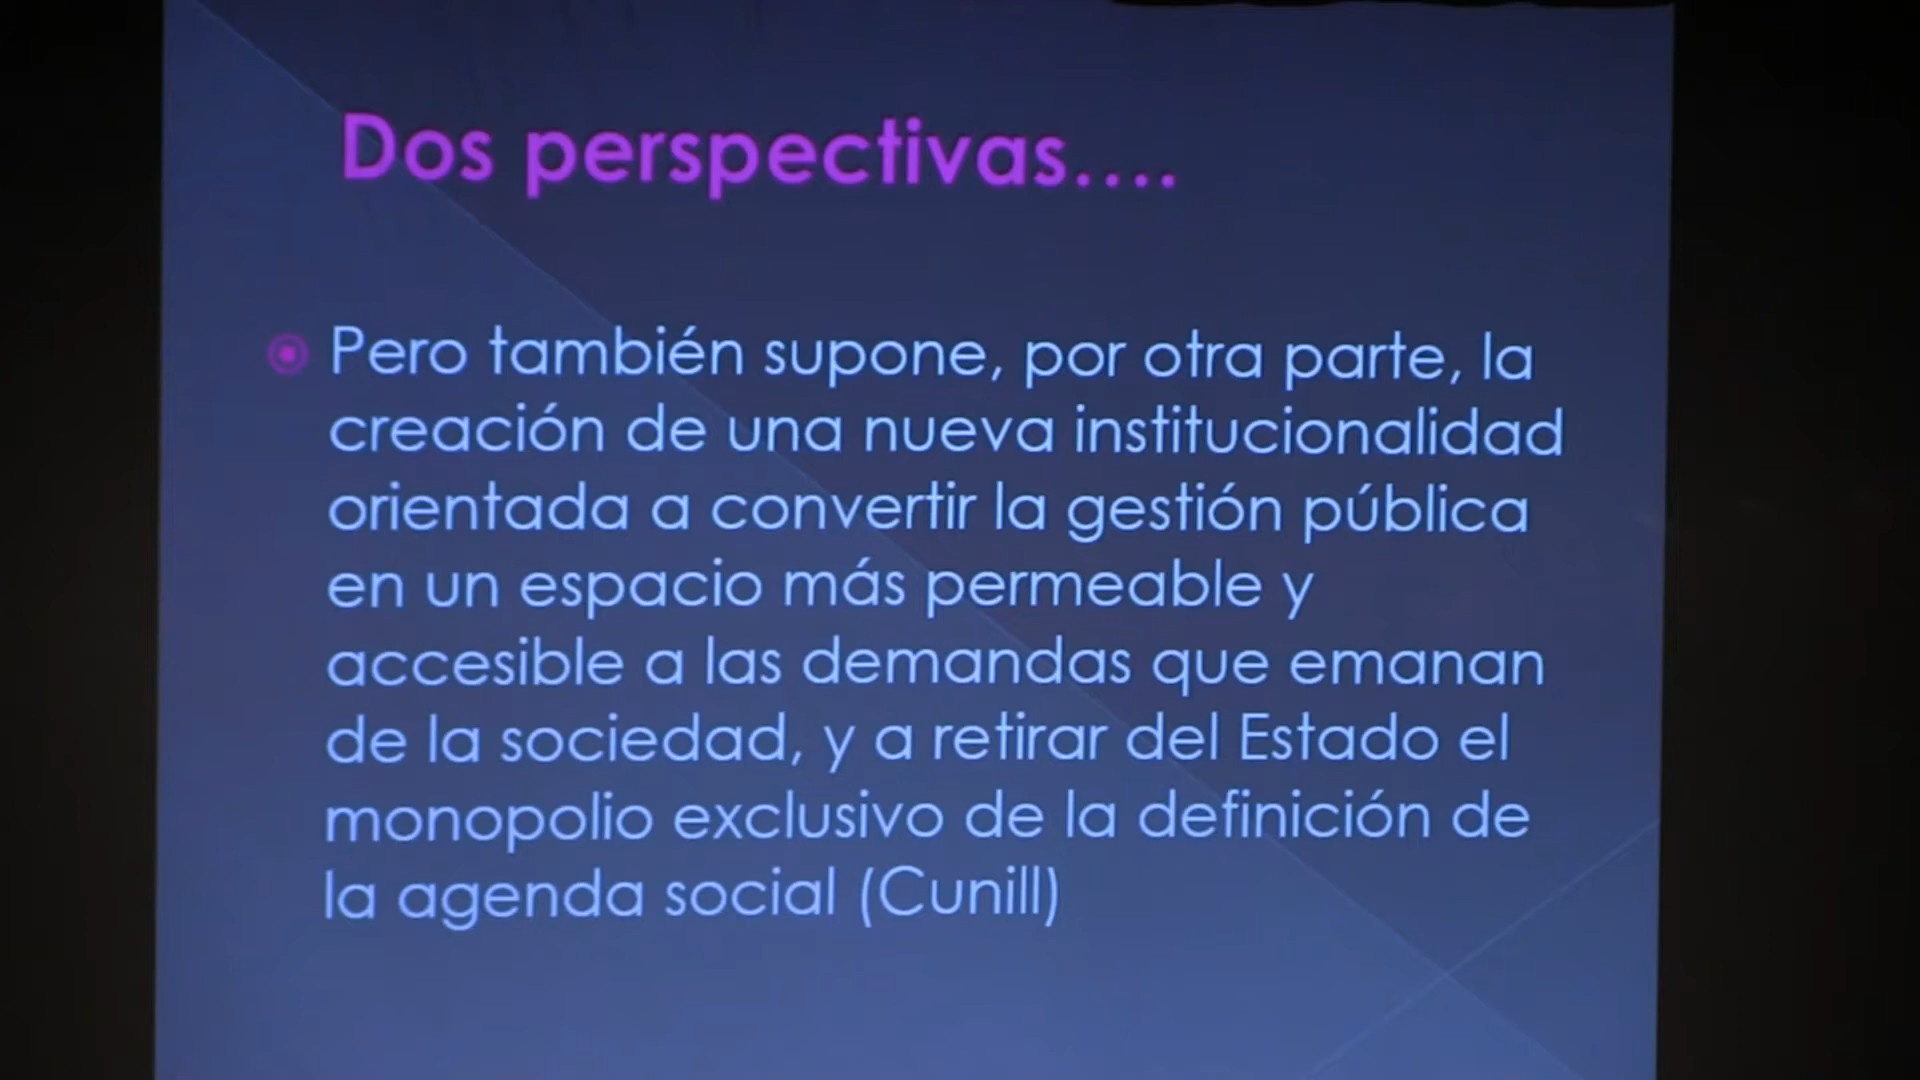 Dos perspectivas....
Pero también supone, por otra parte, la
creación de una nueva institucionalidad
orientada a convertir la gestión pública
en un espacio más permeable y
accesible a las demandas que emanan
de la sociedad, y a retirar del Estado el
monopolio exclusivo de la definición de
la agenda social (Cunill)